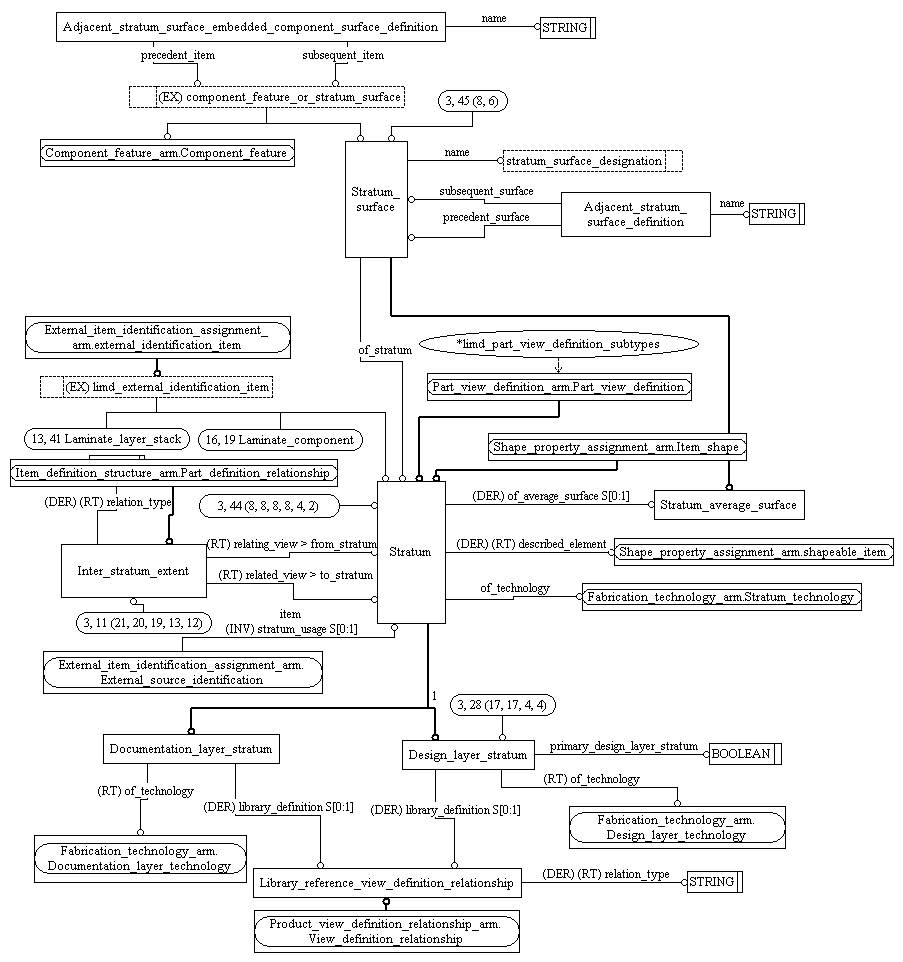 Adjacent_stratum_surface_embedded_component_surface_definition
name
STRING
precedent_item
subsequent_item
(EX) component_feature_or_stratum_surface
3, 45 (8, 6)
Component_feature_arm.Component_feature
name
stratum_surface_designation
Stratum_
surface
subsequent_surface
precedent_surface
Adjacent_stratum_
surface_definition
name
STRING
External_item_identification_assignment_
arm.external_identification_item
of_stratum
*limd_part_view_definition_subtypes
(EX) limd_external_identification_item
Part_view_definition_arm.Part_view_definition
13, 41 Laminate_layer_stack
16, 19 Laminate_component
Shape_property_assignment_arm.Item_shape
Item_definition_structure_arm.Part_definition_relationship
(DER) (RT) relation_type
3, 44 (8, 8, 8, 8, 4, 2)
(DER) of_average_surface S[0:1]
Stratum_average_surface
(RT) relating_view > from_stratum
Stratum
(DER) (RT) described_element
Shape_property_assignment_arm.shapeable_item
Inter_stratum_extent
(RT) related_view > to_stratum
of_technology
Fabrication_technology_arm.Stratum_technology
3, 11 (21, 20, 19, 13, 12)
item
(INV) stratum_usage S[0:1]
External_item_identification_assignment_arm.
External_source_identification
1
3, 28 (17, 17, 4, 4)
Documentation_layer_stratum
Design_layer_stratum
primary_design_layer_stratum
BOOLEAN
(RT) of_technology
(RT) of_technology
(DER) library_definition S[0:1]
(DER) library_definition S[0:1]
Fabrication_technology_arm.
Design_layer_technology
Fabrication_technology_arm.
Documentation_layer_technology
Library_reference_view_definition_relationship
(DER) (RT) relation_type
STRING
Product_view_definition_relationship_arm.
View_definition_relationship